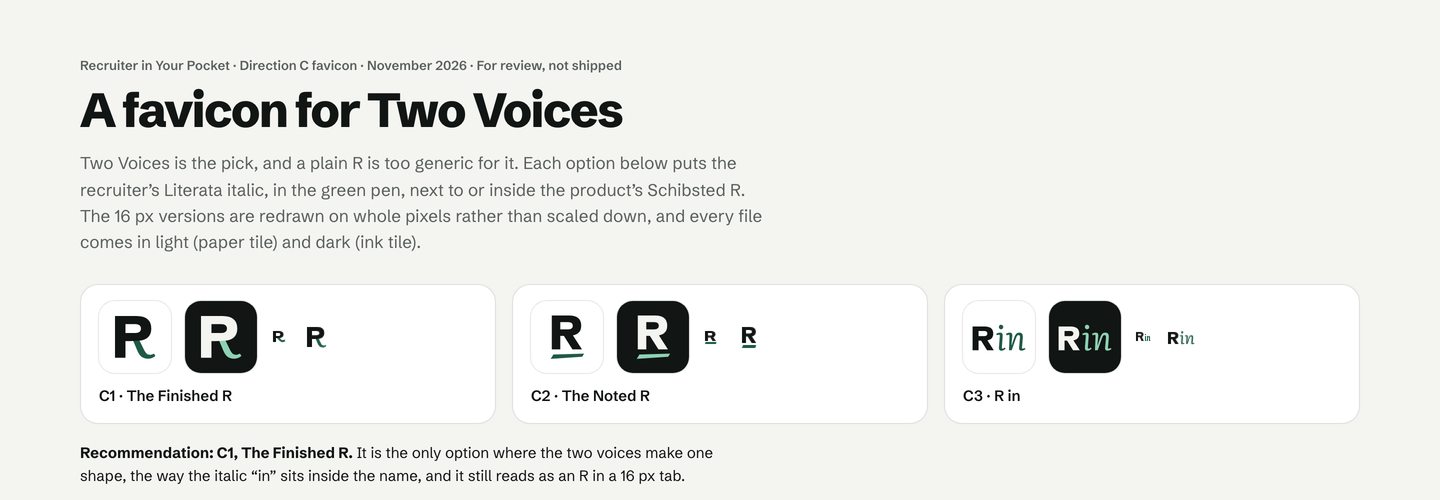 Recruiter in Your Pocket · Direction C favicon · November 2026 · For review, not shipped
A favicon for Two Voices
Two Voices is the pick, and a plain R is too generic for it. Each option below puts the
recruiter’s Literata italic, in the green pen, next to or inside the product’s Schibsted R.
The 16 px versions are redrawn on whole pixels rather than scaled down, and every file
comes in light (paper tile) and dark (ink tile).
R R R R
C1 · The Finished R
R R R R
C2 · The Noted R
Rin Rin Rin Rin
C3 · R in
Recommendation: C1, The Finished R. It is the only option where the two voices make one
shape, the way the italic “in” sits inside the name, and it still reads as an R in a 16 px tab.